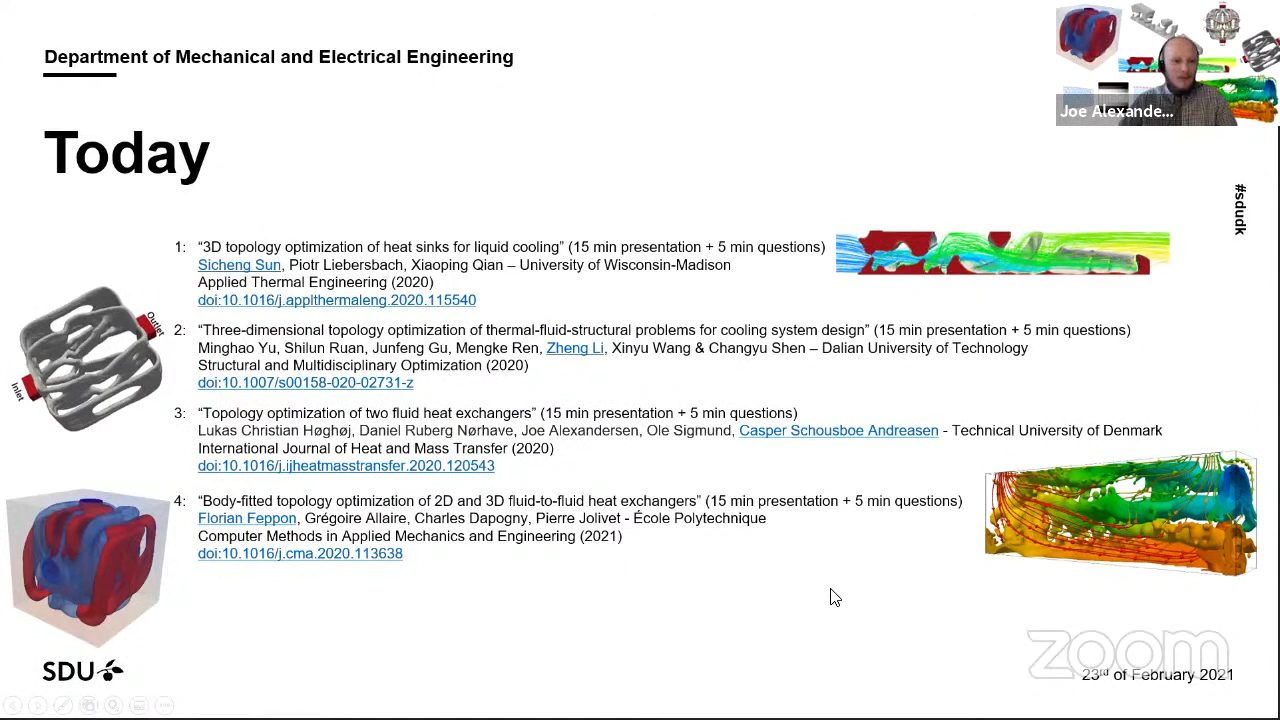 Department of Mechanical and Electrical Engineering
Joe Alexande...
Today
#sdudk
1: “3D topology optimization of heat sinks for liquid cooling” (15 min presentation + 5 min questions)
Sicheng Sun, Piotr Liebersbach, Xiaoping Qian – University of Wisconsin-Madison
Applied Thermal Engineering (2020)
doi:10.1016/j.applthermaleng.2020.115540
Outlet
Inlet
2: “Three-dimensional topology optimization of thermal-fluid-structural problems for cooling system design” (15 min presentation + 5 min questions)
Minghao Yu, Shilun Ruan, Junfeng Gu, Mengke Ren, Zheng Li, Xinyu Wang & Changyu Shen – Dalian University of Technology
Structural and Multidisciplinary Optimization (2020)
doi:10.1007/s00158-020-02731-z
3: “Topology optimization of two fluid heat exchangers” (15 min presentation + 5 min questions)
Lukas Christian Høghøj, Daniel Ruberg Nørhave, Joe Alexandersen, Ole Sigmund, Casper Schousboe Andreasen - Technical University of Denmark
International Journal of Heat and Mass Transfer (2020)
doi:10.1016/j.ijheatmasstransfer.2020.120543
4: “Body-fitted topology optimization of 2D and 3D fluid-to-fluid heat exchangers” (15 min presentation + 5 min questions)
Florian Feppon, Grégoire Allaire, Charles Dapogny, Pierre Jolivet - École Polytechnique
Computer Methods in Applied Mechanics and Engineering (2021)
doi:10.1016/j.cma.2020.113638
SDU
zoom
23rd of February 2021